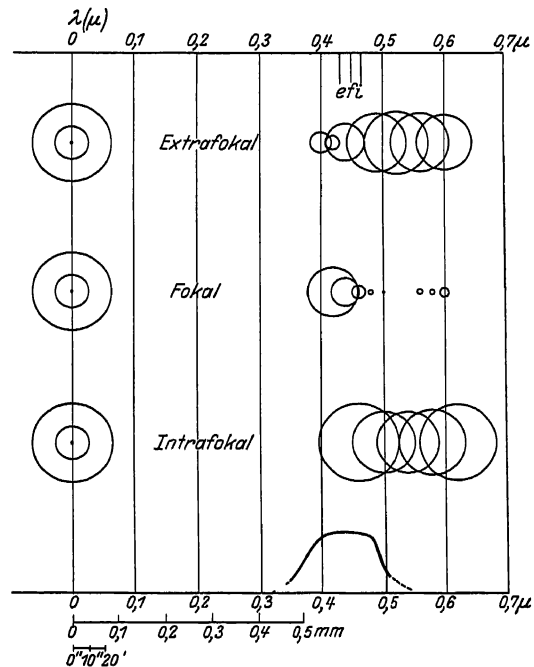 λ(μ)
0 0,1 0,2 0,3 0,4 0,5 0,6 0,7μ
e f i
Extrafokal
Fokal
Intrafokal
0 0,1 0,2 0,3 0,4 0,5 0,6 0,7μ
0 0,1 0,2 0,3 0,4 0,5 mm
0" 10" 20'